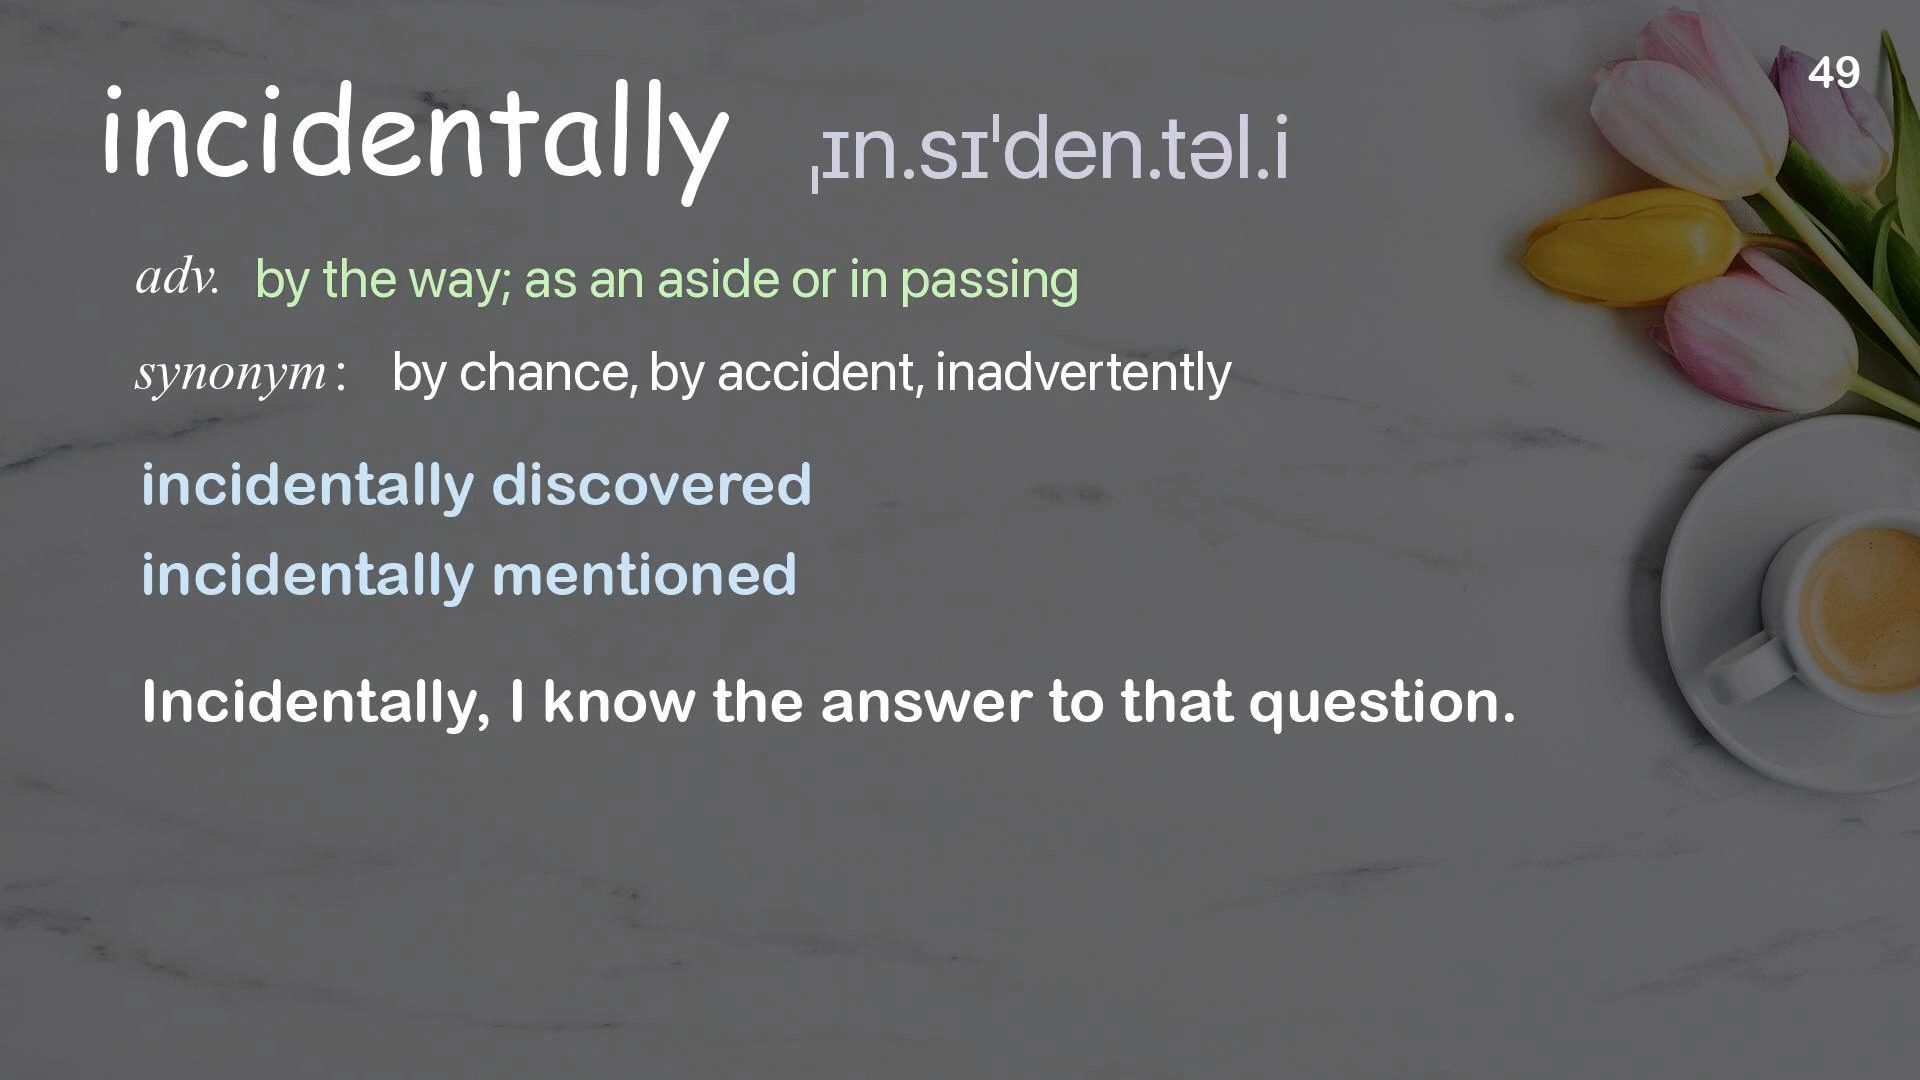 49
incidentally ˌɪn.sɪˈden.təl.i
adv. by the way; as an aside or in passing
synonym : by chance, by accident, inadvertently
incidentally discovered
incidentally mentioned
Incidentally, I know the answer to that question.